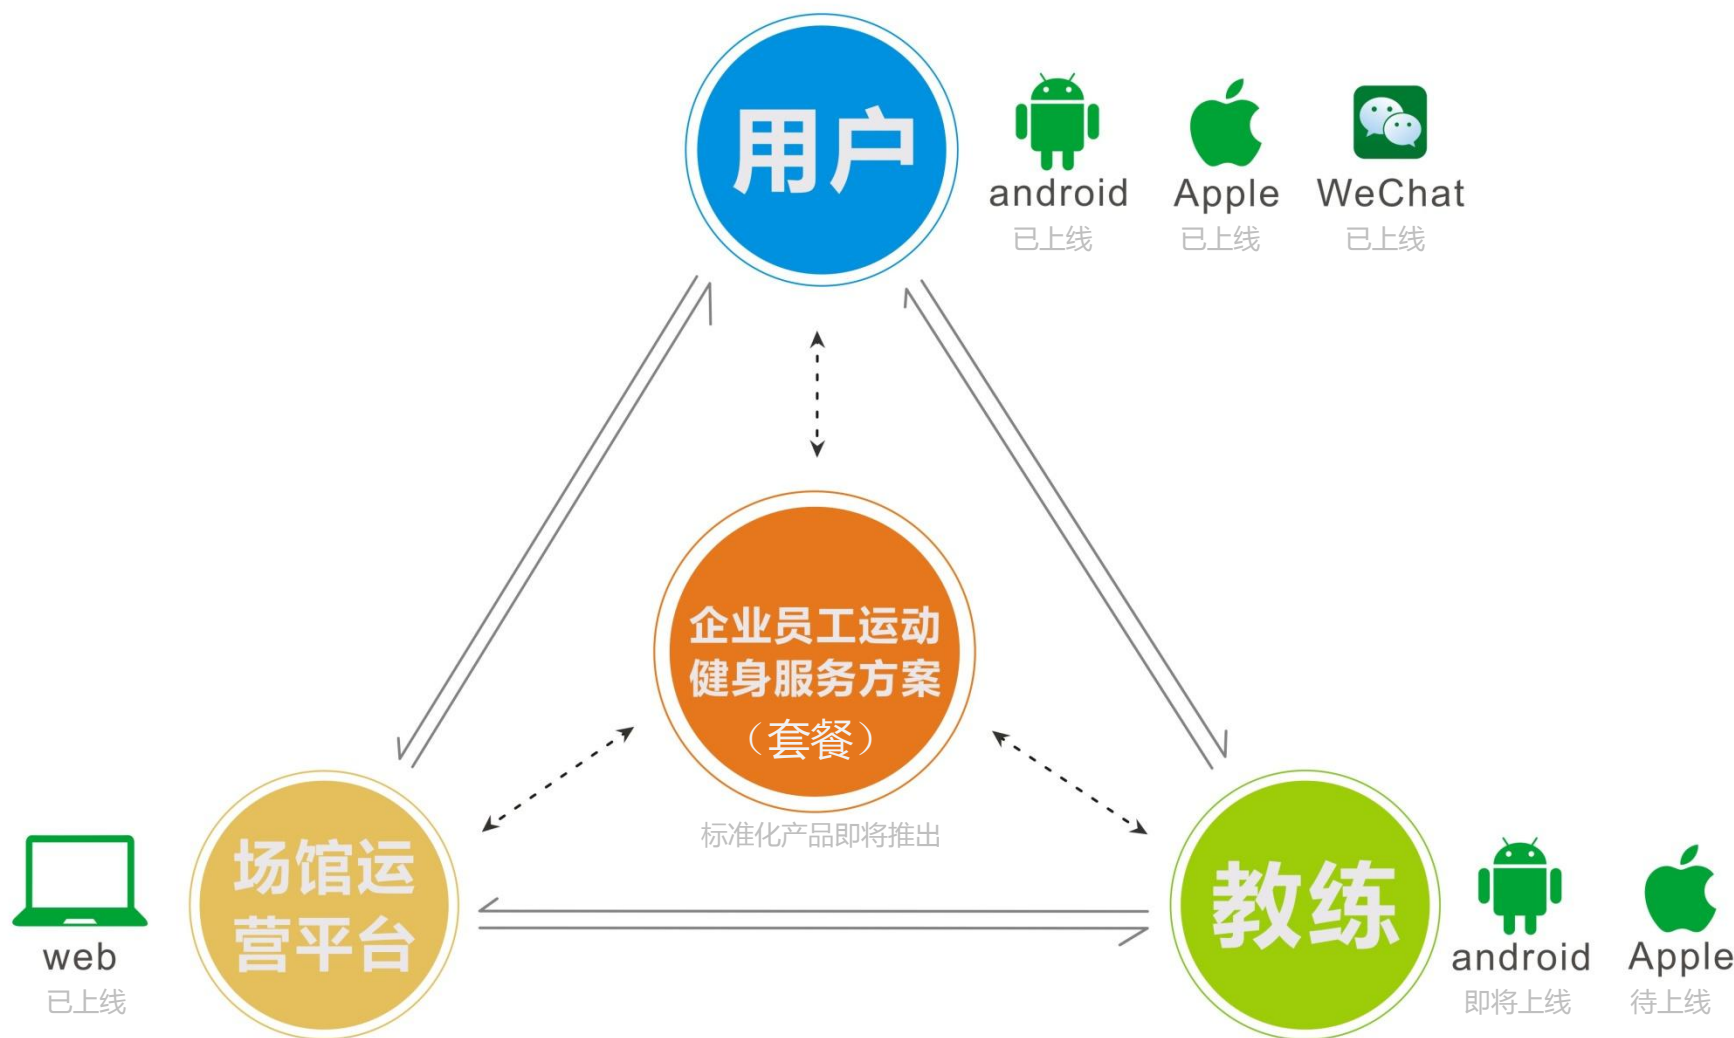 用户
android
Apple
WeChat
已上线
已上线
已上线
企业员工运动
健身服务方案
（套餐）
标准化产品即将推出
场馆运
营平台
web
已上线
教练
android
Apple
即将上线
待上线